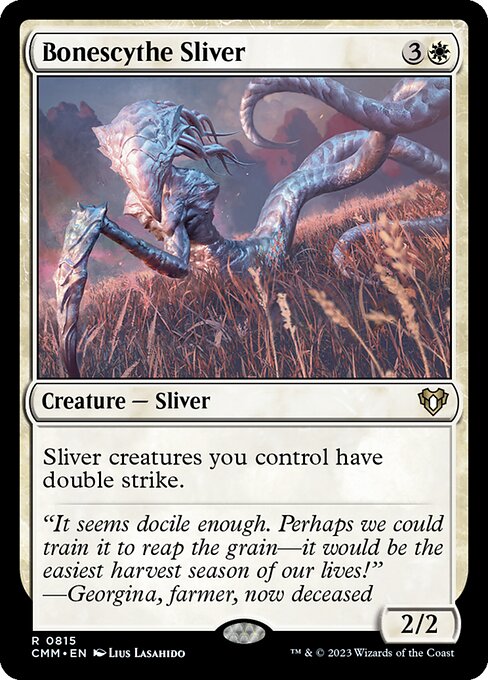 Bonescythe Sliver 3
Creature — Sliver
Sliver creatures you control have
double strike.
“It seems docile enough. Perhaps we could
train it to reap the grain—it would be the
easiest harvest season of our lives!”
—Georgina, farmer, now deceased
2/2
R 0815
CMM • EN Lius Lasahido
™ & © 2023 Wizards of the Coast